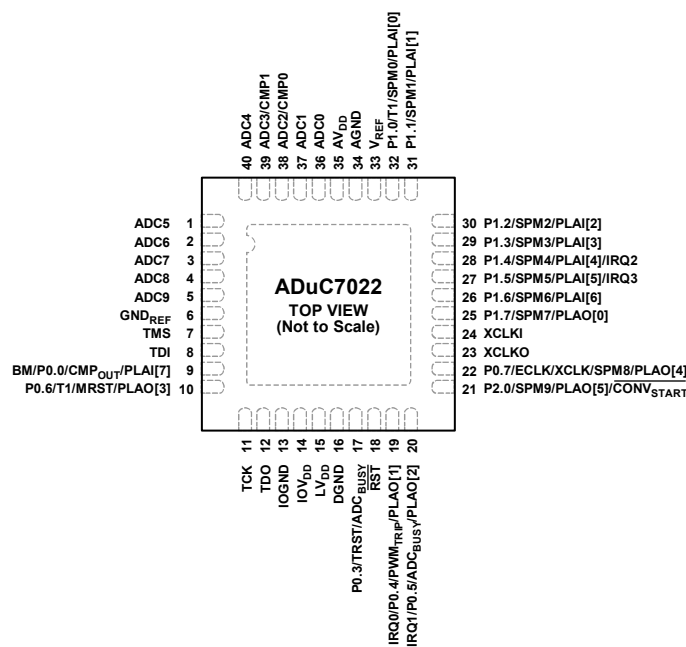 40 ADC4
39 ADC3/CMP1
38 ADC2/CMP0
37 ADC1
36 ADC0
35 AVDD
34 AGND
33 VREF
32 P1.0/T1/SPM0/PLAI[0]
31 P1.1/SPM1/PLAI[1]
ADC5 1
ADC6 2
ADC7 3
ADC8 4
ADC9 5
GNDREF 6
TMS 7
TDI 8
BM/P0.0/CMPOUT/PLAI[7] 9
P0.6/T1/MRST/PLAO[3] 10
ADuC7022
TOP VIEW
(Not to Scale)
30 P1.2/SPM2/PLAI[2]
29 P1.3/SPM3/PLAI[3]
28 P1.4/SPM4/PLAI[4]/IRQ2
27 P1.5/SPM5/PLAI[5]/IRQ3
26 P1.6/SPM6/PLAI[6]
25 P1.7/SPM7/PLAO[0]
24 XCLKI
23 XCLKO
22 P0.7/ECLK/XCLK/SPM8/PLAO[4]
21 P2.0/SPM9/PLAO[5]/CONVSTART
TCK 11
TDO 12
IOGND 13
IOVDD 14
LVDD 15
DGND 16
P0.3/TRST/ADCBUSY 17
RST 18
IRQ0/P0.4/PWMTRIP/PLAO[1] 19
IRQ1/P0.5/ADCBUSY/PLAO[2] 20